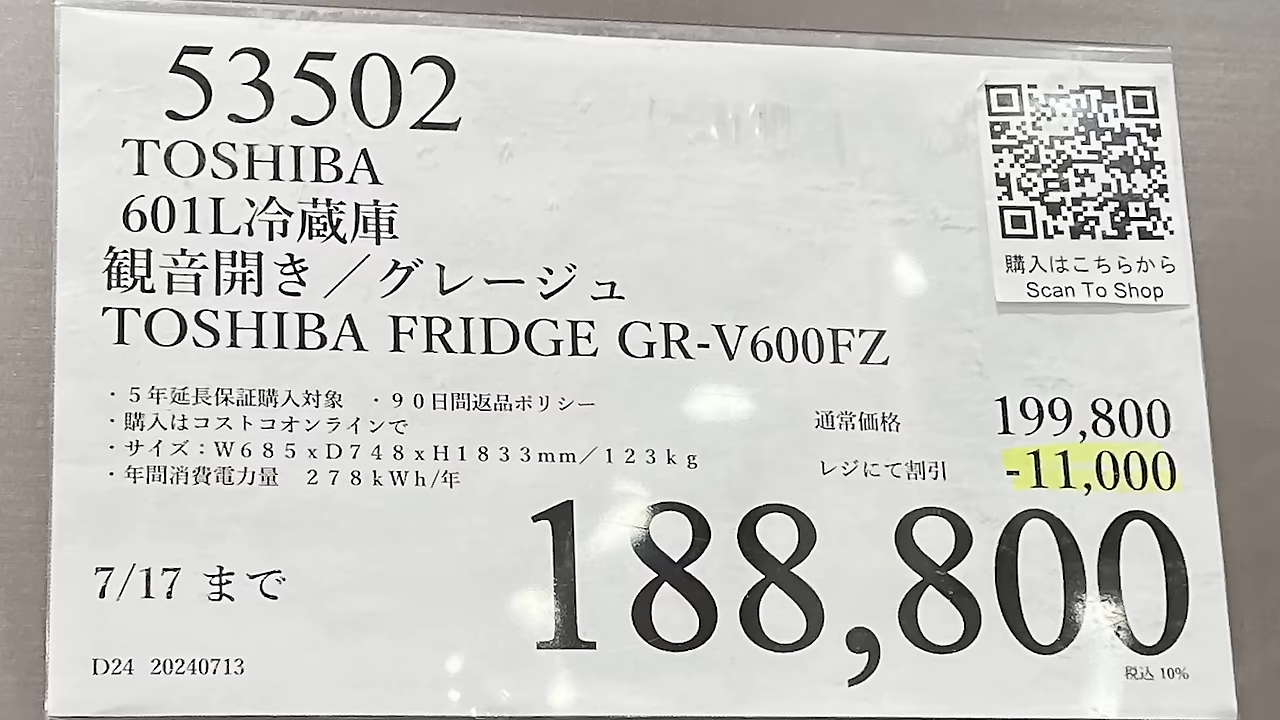 53502
TOSHIBA
601L冷蔵庫
観音開き／グレージュ
TOSHIBA FRIDGE GR-V600FZ
購入はこちらから
Scan To Shop
・５年延長保証購入対象　・９０日間返品ポリシー
・購入はコストコオンラインで
・サイズ：Ｗ６８５ｘＤ７４８ｘＨ１８３３mm／１２３ｋｇ
・年間消費電力量　２７８ｋＷｈ/年
通常価格 199,800
レジにて割引 -11,000
188,800
7/17 まで
D24 20240713
税込 10%